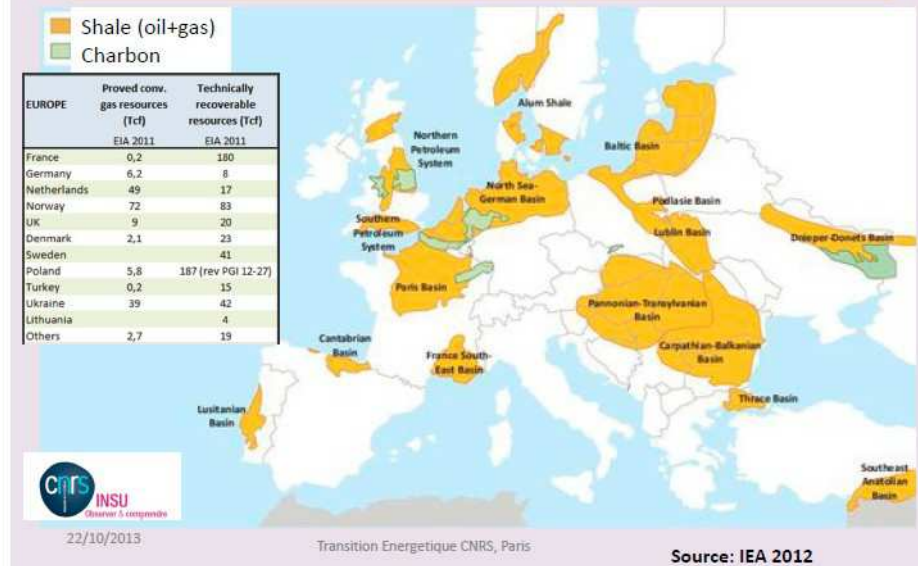 Shale (oil+gas)
Charbon
EUROPE Proved conv. gas resources (Tcf) Technically recoverable resources (Tcf)
EIA 2011 EIA 2011
France 0,2 180
Germany 6,2 8
Netherlands 49 17
Norway 72 83
UK 9 20
Denmark 2,1 23
Sweden 41
Poland 5,8 187 (rev PGI 12-27)
Turkey 0,2 15
Ukraine 39 42
Lithuania 4
Others 2,7 19
Alum Shale
Northern
Petroleum
System
Baltic Basin
North Sea-
German Basin
Podlasie Basin
Lublin Basin
Southern
Petroleum
System
Dnieper-Donets Basin
Paris Basin
Pannonian-Transylvanian
Basin
Cantabrian
Basin
France South-
East Basin
Carpathian-Balkanian
Basin
Thrace Basin
Lusitanian
Basin
Southeast
Anatolian
Basin
cnrs
INSU
Observer & comprendre
22/10/2013
Transition Energetique CNRS, Paris
Source: IEA 2012